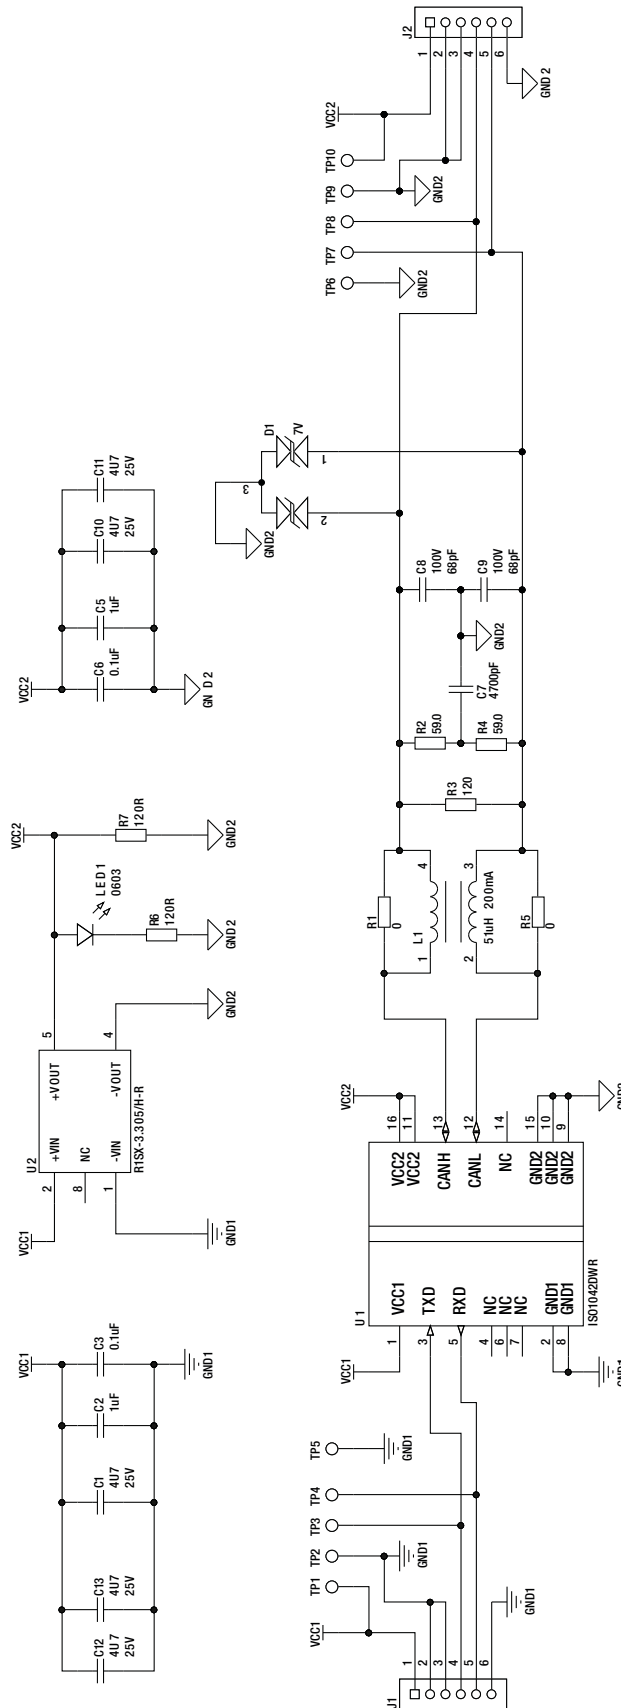 VCC1
C12
4U7
25V
C13
4U7
25V
C1
4U7
25V
C2
1uF
C3
0.1uF
GND1
VCC1
U2
2
8
1
+VIN
NC
-VIN
+VOUT
-VOUT
5
4
R1SX-3.305/H-R
GND1
GND2
VCC2
LED1
0603
R6
120R
GND2
R7
120R
GND2
VCC2
C6
0.1uF
C5
1uF
C10
4U7
25V
C11
4U7
25V
GN D2
J1
1
2
3
4
5
6
VCC1
TP1
TP2
TP3
TP4
TP5
GND1
GND1
GND1
VCC1
U1
1
3
5
4
6
7
2
8
VCC1
TXD
RXD
NC
NC
NC
GND1
GND1
GND1
ISO1042DWR
VCC2
VCC2
CANH
CANL
NC
GND2
GND2
GND2
16
11
13
12
14
15
10
9
VCC2
R1
0
L1
1
4
2
3
51uH 200mA
R5
0
R3
120
R2
59.0
R4
59.0
C7
4700pF
GND2
C8
100V
68pF
C9
100V
68pF
GND2
3
D1
7V
2
1
TP6
TP7
TP8
TP9
TP10
GND2
GND2
VCC2
J2
1
2
3
4
5
6
GND2